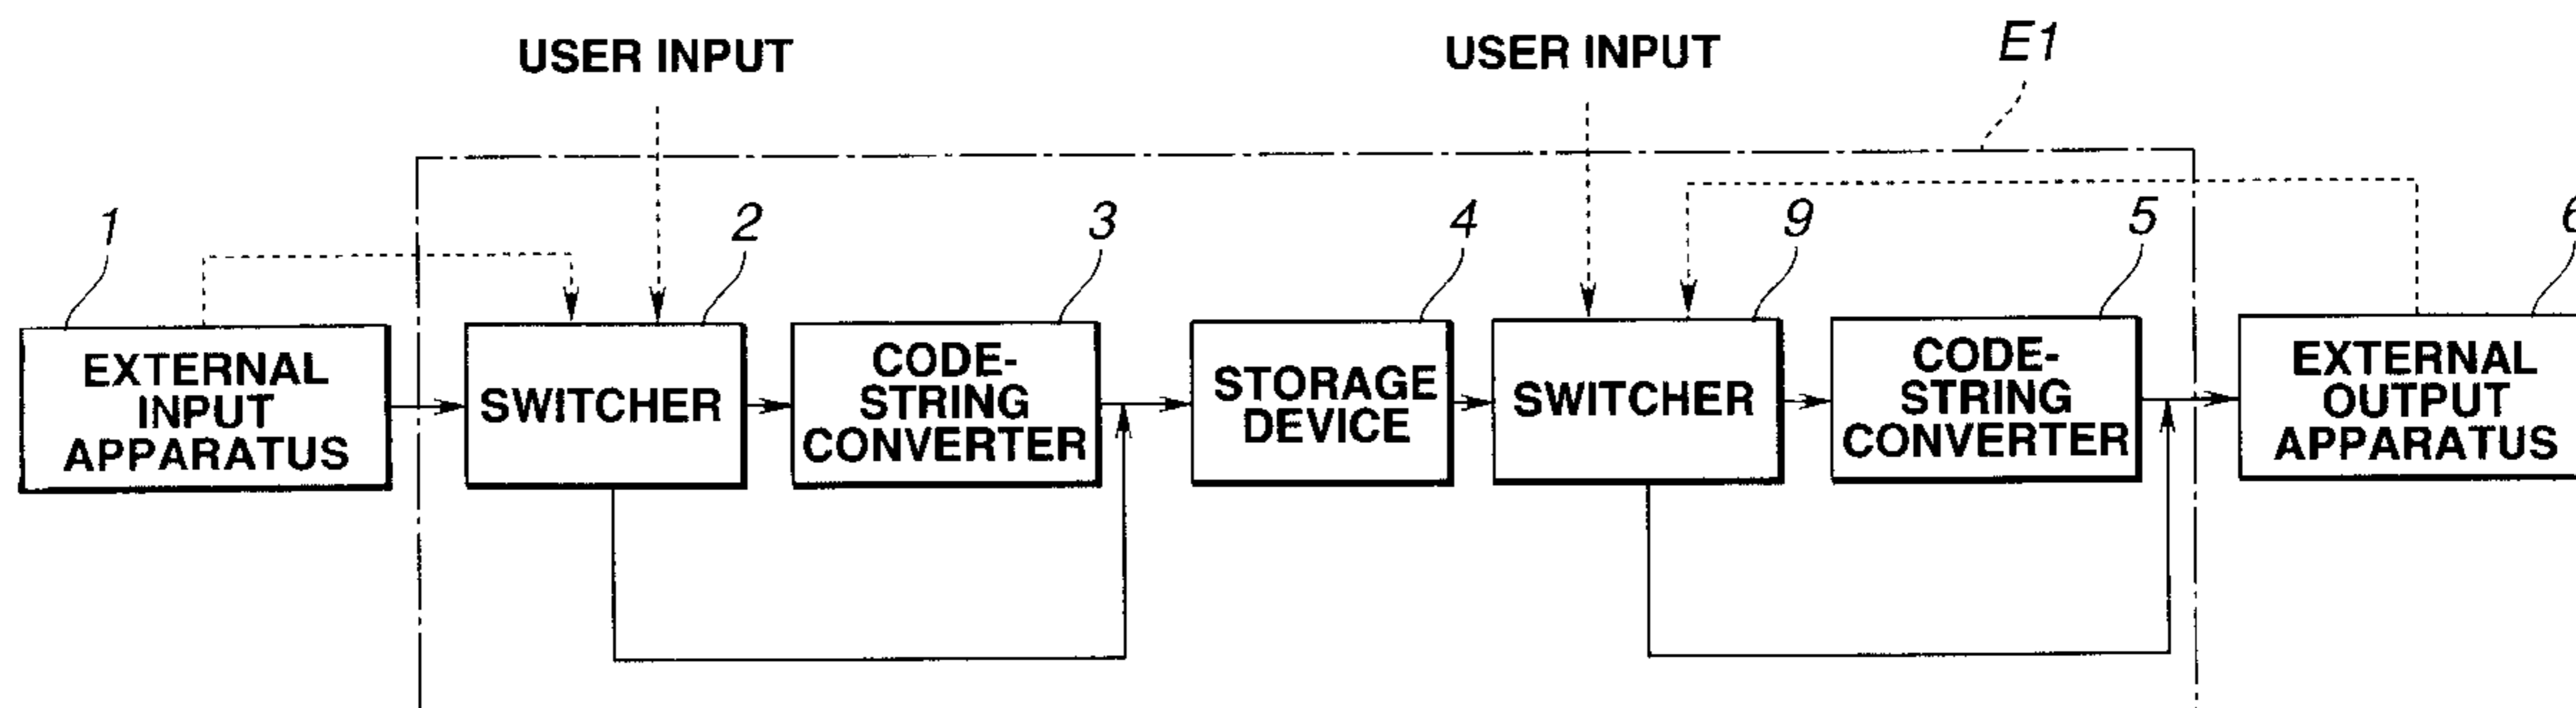 USER INPUT
USER INPUT
E1
1
2
3
4
9
5
6
EXTERNAL
INPUT
APPARATUS
SWITCHER
CODE-
STRING
CONVERTER
STORAGE
DEVICE
SWITCHER
CODE-
STRING
CONVERTER
EXTERNAL
OUTPUT
APPARATUS